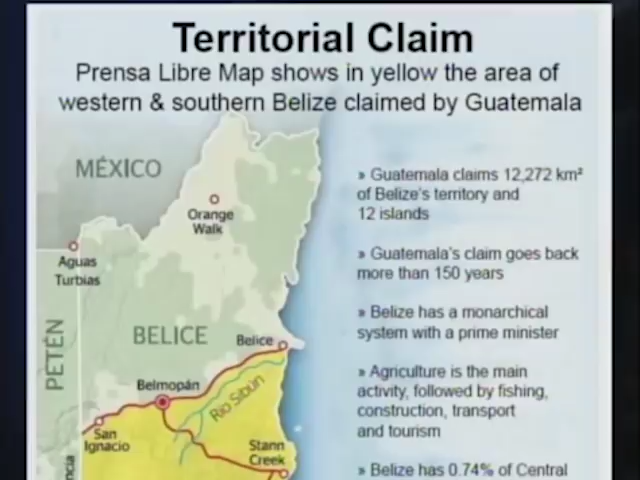 Territorial Claim
Prensa Libre Map shows in yellow the area of
western & southern Belize claimed by Guatemala
MÉXICO
Orange
Walk
Aguas
Turbias
PETÉN
BELICE
Belice
Belmopán
Río Sibún
San
Ignacio
Stann
Creek
ncia
» Guatemala claims 12,272 km²
of Belize's territory and
12 islands
» Guatemala's claim goes back
more than 150 years
» Belize has a monarchical
system with a prime minister
» Agriculture is the main
activity, followed by fishing,
construction, transport
and tourism
» Belize has 0.74% of Central